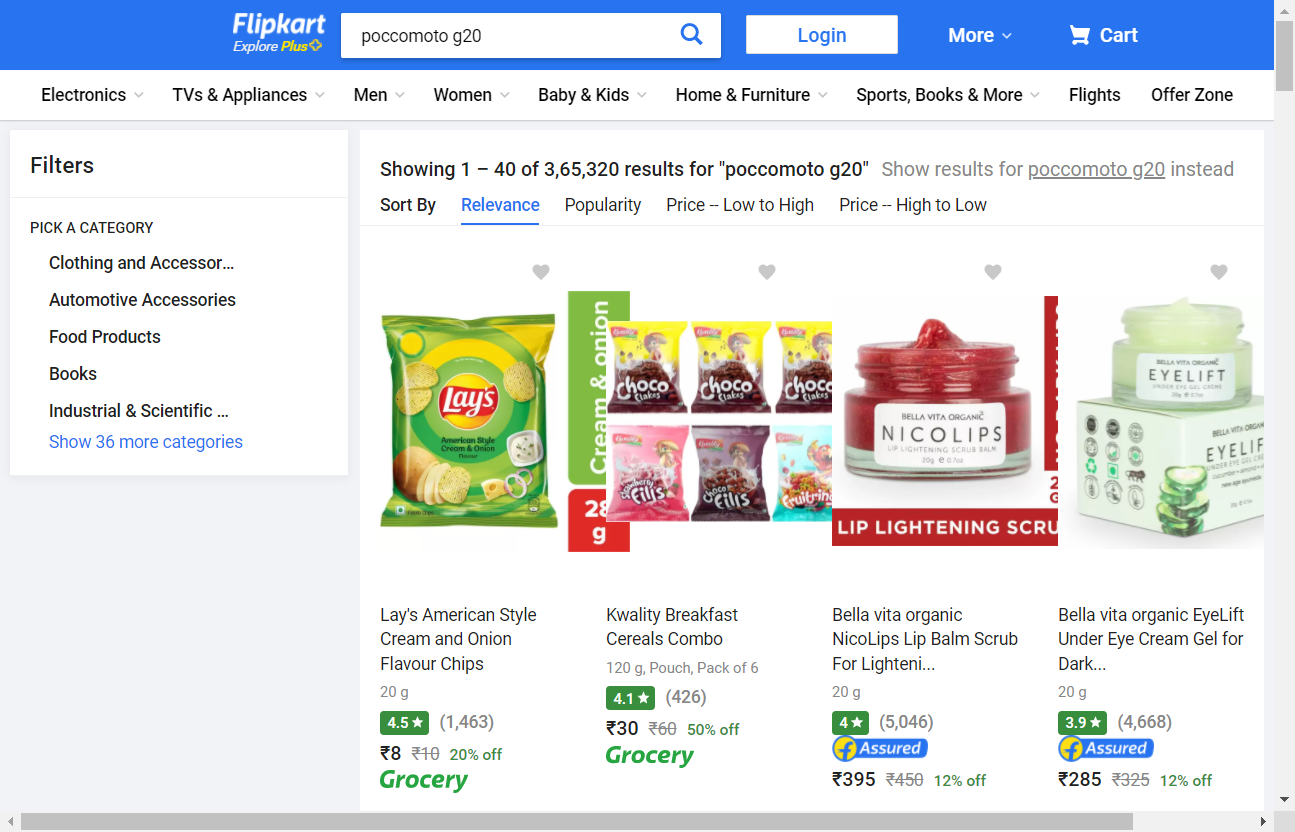 Flipkart
Explore Plus
poccomoto g20
Login
More
Cart
Electronics
TVs & Appliances
Men
Women
Baby & Kids
Home & Furniture
Sports, Books & More
Flights
Offer Zone
Filters
PICK A CATEGORY
Clothing and Accessor...
Automotive Accessories
Food Products
Books
Industrial & Scientific ...
Show 36 more categories
Showing 1 – 40 of 3,65,320 results for "poccomoto g20" Show results for poccomoto g20 instead
Sort By Relevance Popularity Price -- Low to High Price -- High to Low
Lay's
American Style
Cream & Onion
Flavour
Cream & onion
28
g
Choco
Flakes
Choco
Flakes
Choco
Strawberry
Fills
Choco
Fills
BELLA VITA ORGANIC
NICOLIPS
LIP LIGHTENING SCRUB BALM
20g e 0.7oz
LIP LIGHTENING SCRU
BELLA VITA ORGANIC
EYELIFT
UNDER EYE GEL CREME
20g e 0.7oz
BELLA VITA ORGAN
EYELIF
UNDER EYE GEL C
Lay's American Style
Cream and Onion
Flavour Chips
20 g
4.5 ★ (1,463)
₹8 ₹10 20% off
Grocery
Kwality Breakfast
Cereals Combo
120 g, Pouch, Pack of 6
4.1 ★ (426)
₹30 ₹60 50% off
Grocery
Bella vita organic
NicoLips Lip Balm Scrub
For Lighteni...
20 g
4 ★ (5,046)
Assured
₹395 ₹450 12% off
Bella vita organic EyeLift
Under Eye Cream Gel for
Dark...
20 g
3.9 ★ (4,668)
Assured
₹285 ₹325 12% off